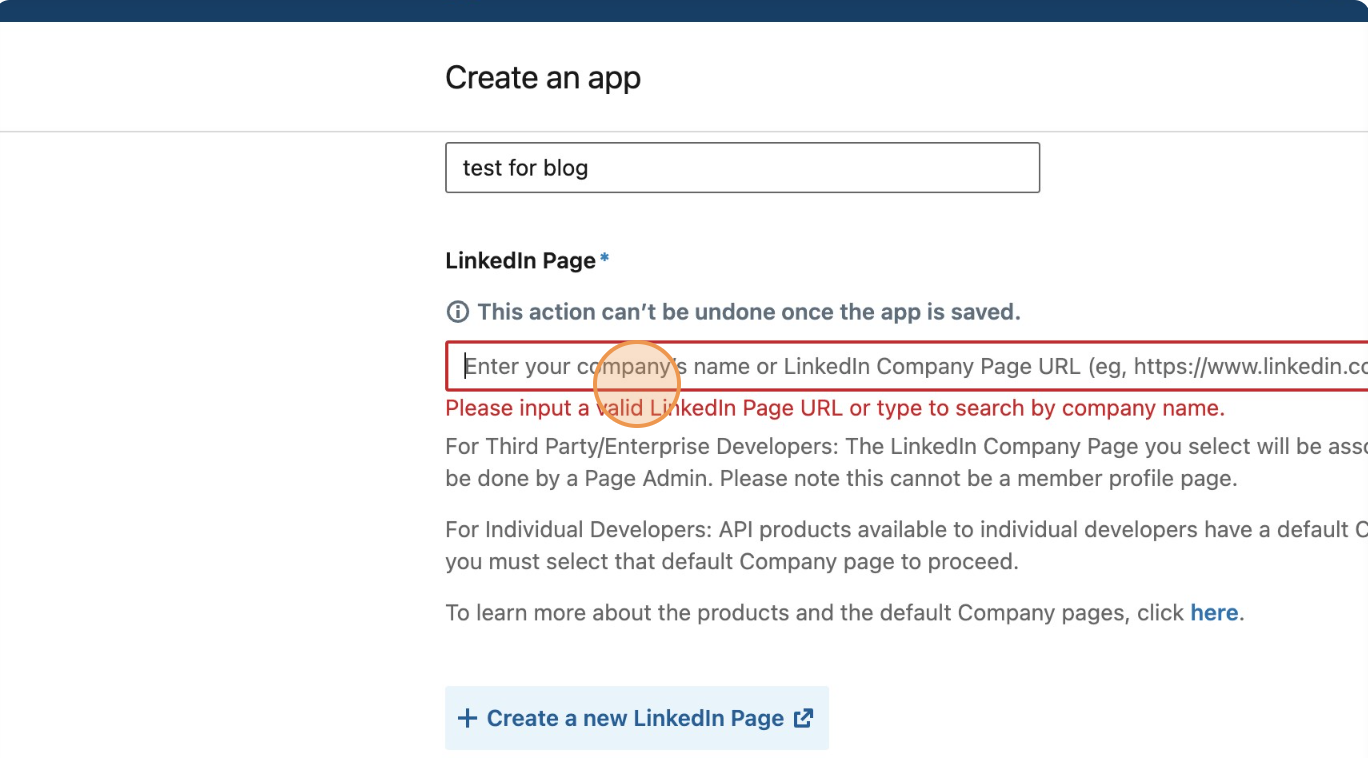 Create an app
test for blog
LinkedIn Page*
This action can’t be undone once the app is saved.
Enter your company’s name or LinkedIn Company Page URL (eg, https://www.linkedin.co
Please input a valid LinkedIn Page URL or type to search by company name.
For Third Party/Enterprise Developers: The LinkedIn Company Page you select will be asso
be done by a Page Admin. Please note this cannot be a member profile page.
For Individual Developers: API products available to individual developers have a default C
you must select that default Company page to proceed.
To learn more about the products and the default Company pages, click here.
+ Create a new LinkedIn Page